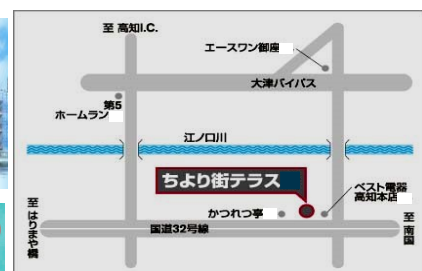 至 高知I.C.
エースワン御座
大津バイパス
第5
ホームラン
江ノ口川
ちより街テラス
ベスト電器
高知本店
かつれつ亭
国道32号線
至 はりまや橋
至 南国